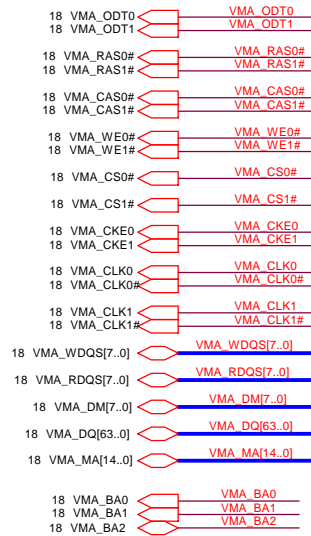 18 VMA_ODT0 VMA_ODT0
18 VMA_ODT1 VMA_ODT1
18 VMA_RAS0# VMA_RAS0#
18 VMA_RAS1# VMA_RAS1#
18 VMA_CAS0# VMA_CAS0#
18 VMA_CAS1# VMA_CAS1#
18 VMA_WE0# VMA_WE0#
18 VMA_WE1# VMA_WE1#
18 VMA_CS0# VMA_CS0#
18 VMA_CS1# VMA_CS1#
18 VMA_CKE0 VMA_CKE0
18 VMA_CKE1 VMA_CKE1
18 VMA_CLK0 VMA_CLK0
18 VMA_CLK0# VMA_CLK0#
18 VMA_CLK1 VMA_CLK1
18 VMA_CLK1# VMA_CLK1#
18 VMA_WDQS[7..0] VMA_WDQS[7..0]
18 VMA_RDQS[7..0] VMA_RDQS[7..0]
18 VMA_DM[7..0] VMA_DM[7..0]
18 VMA_DQ[63..0] VMA_DQ[63..0]
18 VMA_MA[14..0] VMA_MA[14..0]
18 VMA_BA0 VMA_BA0
18 VMA_BA1 VMA_BA1
18 VMA_BA2 VMA_BA2